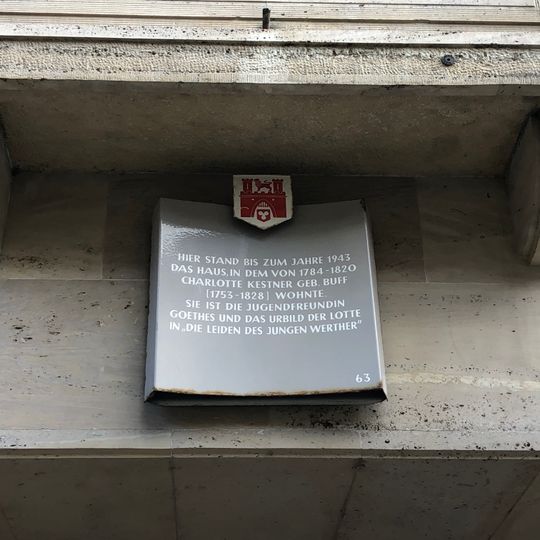 HIER STAND BIS ZUM JAHRE 1943
DAS HAUS, IN DEM VON 1784-1820
CHARLOTTE KESTNER GEB. BUFF
[1753-1828] WOHNTE.
SIE IST DIE JUGENDFREUNDIN
GOETHES UND DAS URBILD DER LOTTE
IN „DIE LEIDEN DES JUNGEN WERTHER"
63